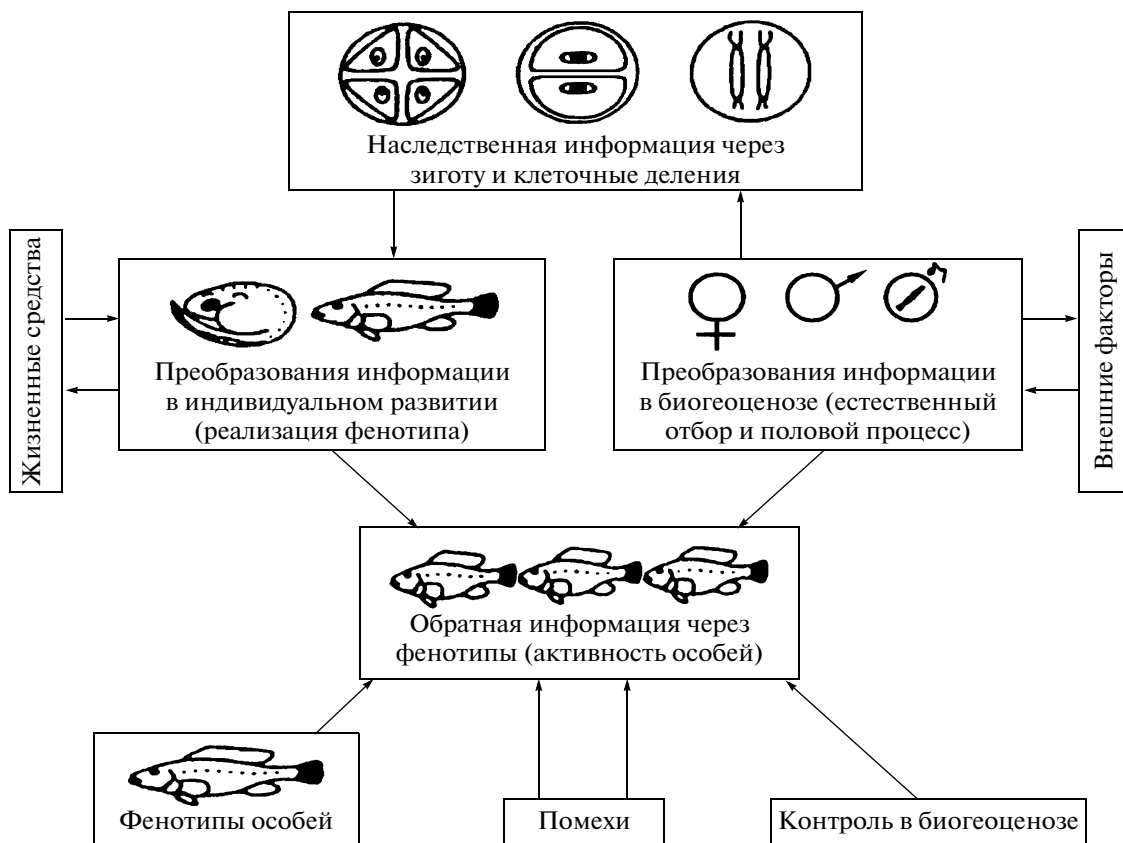 Наследственная информация через
зиготу и клеточные деления
Жизненные средства
Преобразования информации
в индивидуальном развитии
(реализация фенотипа)
Преобразования информации
в биогеоценозе (естественный
отбор и половой процесс)
Внешние факторы
Обратная информация через
фенотипы (активность особей)
Фенотипы особей
Помехи
Контроль в биогеоценозе